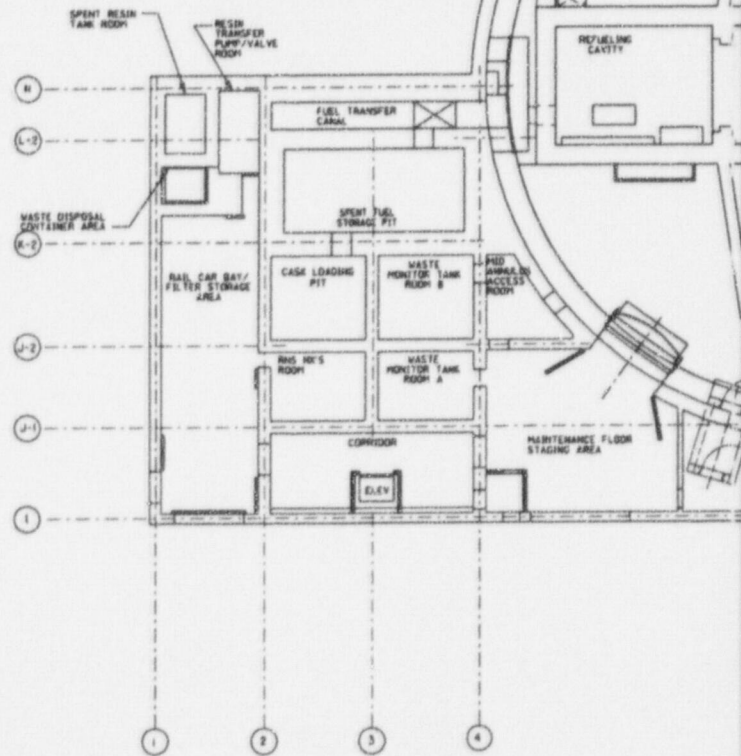 SPENT RESIN
TANK ROOM
RESIN
TRANSFER
PUMP/VALVE
ROOM
REFUELING
CAVITY
N
FUEL TRANSFER
CANAL
L-2
SPENT FUEL
STORAGE PIT
WASTE DISPOSAL
CONTAINER AREA
K-2
RAIL CAR BAY/
FILTER STORAGE
AREA
CASK LOADING
PIT
WASTE
MONITOR TANK
ROOM B
MID
ANNULUS
ACCESS
ROOM
J-2
RNS HX'S
ROOM
WASTE
MONITOR TANK
ROOM A
J-1
CORRIDOR
MAINTENANCE FLOOR
STAGING AREA
ELEV
I
1
2
3
4